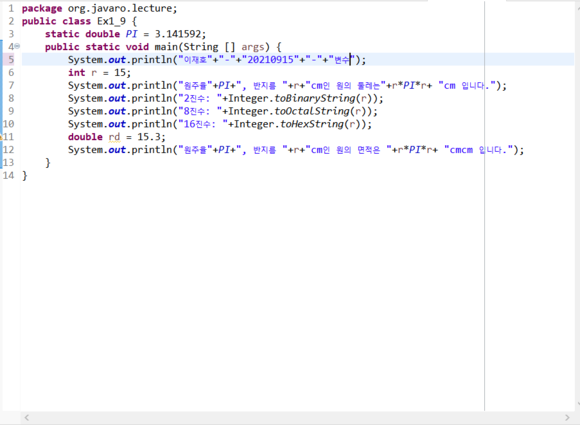 1 package org.javaro.lecture;
2 public class Ex1_9 {
3 static double PI = 3.141592;
4 public static void main(String [] args) {
5 System.out.println("이재호"+"-"+"20210915"+"-"+"변수");
6 int r = 15;
7 System.out.println("원주율"+PI+", 반지름 "+r+"cm인 원의 둘레는"+r*PI*r+ "cm 입니다.");
8 System.out.println("2진수: "+Integer.toBinaryString(r));
9 System.out.println("8진수: "+Integer.toOctalString(r));
10 System.out.println("16진수: "+Integer.toHexString(r));
11 double rd = 15.3;
12 System.out.println("원주율"+PI+", 반지름 "+r+"cm인 원의 면적은 "+r*PI*r+ "cmcm 입니다.");
13 }
14 }